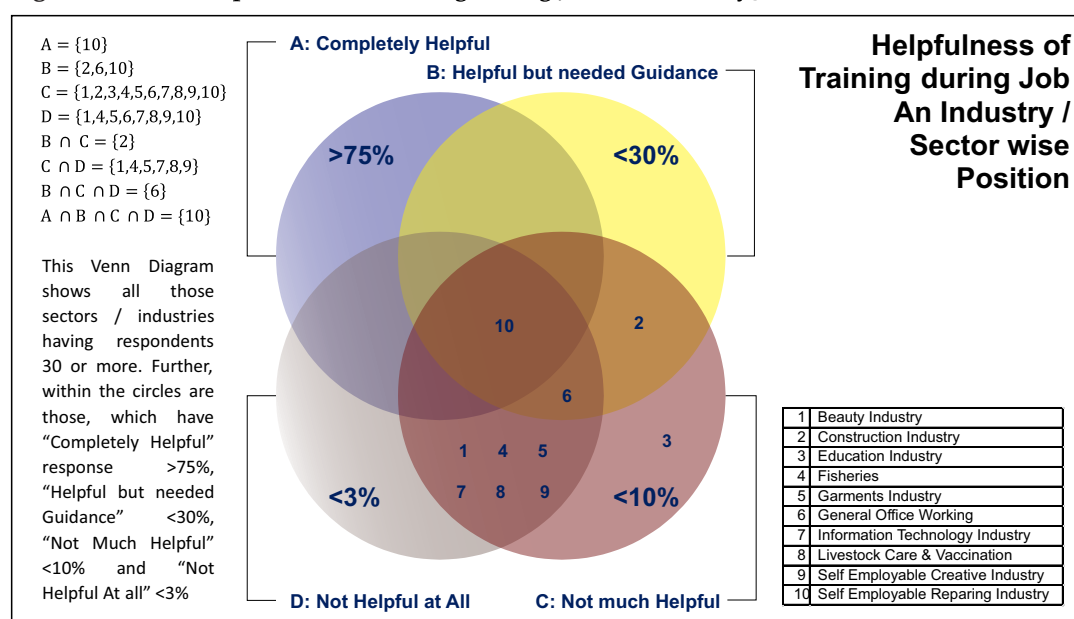 A = {10}
B = {2,6,10}
C = {1,2,3,4,5,6,7,8,9,10}
D = {1,4,5,6,7,8,9,10}
B ∩ C = {2}
C ∩ D = {1,4,5,7,8,9}
B ∩ C ∩ D = {6}
A ∩ B ∩ C ∩ D = {10}
This Venn Diagram
shows all those
sectors / industries
having respondents
30 or more. Further,
within the circles are
those, which have
“Completely Helpful”
response >75%,
“Helpful but needed
Guidance” <30%,
“Not Much Helpful”
<10% and “Not
Helpful At all” <3%
A: Completely Helpful
B: Helpful but needed Guidance
>75%
<30%
10
2
6
3
1 4 5
7 8 9
<3%
<10%
D: Not Helpful at All
C: Not much Helpful
Helpfulness of
Training during Job
An Industry /
Sector wise
Position
1 Beauty Industry
2 Construction Industry
3 Education Industry
4 Fisheries
5 Garments Industry
6 General Office Working
7 Information Technology Industry
8 Livestock Care & Vaccination
9 Self Employable Creative Industry
10 Self Employable Reparing Industry